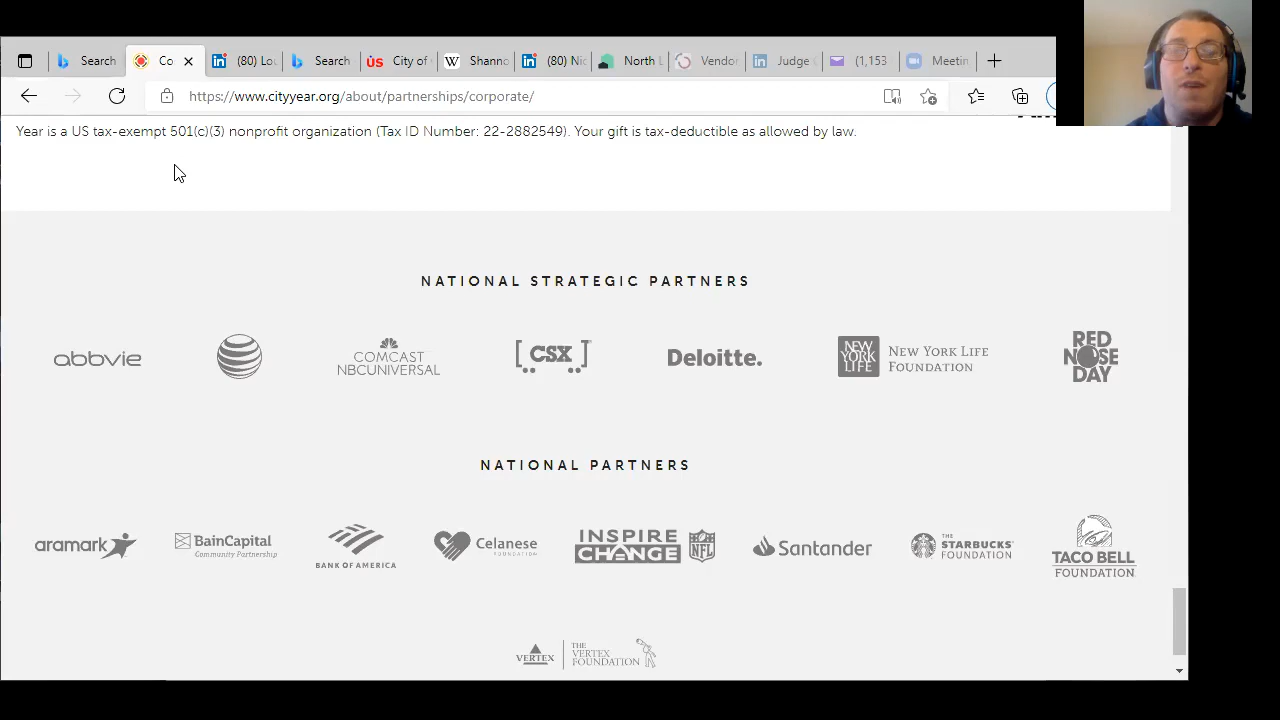 Search
Co
(80) Lou
Search
City of
Shanno
(80) Nic
North L
Vendor
Judge
(1,153
Meetin
https://www.cityyear.org/about/partnerships/corporate/
Year is a US tax-exempt 501(c)(3) nonprofit organization (Tax ID Number: 22-2882549). Your gift is tax-deductible as allowed by law.
NATIONAL STRATEGIC PARTNERS
abbvie
COMCAST
NBCUNIVERSAL
[CSX]
Deloitte.
NEW
YORK
LIFE
NEW YORK LIFE
FOUNDATION
RED
NOSE
DAY
NATIONAL PARTNERS
aramark
BainCapital
Community Partnership
BANK OF AMERICA
Celanese
FOUNDATION
INSPIRE
CHANGE
NFL
Santander
THE
STARBUCKS
FOUNDATION
TACO BELL
FOUNDATION
VERTEX
THE
VERTEX
FOUNDATION